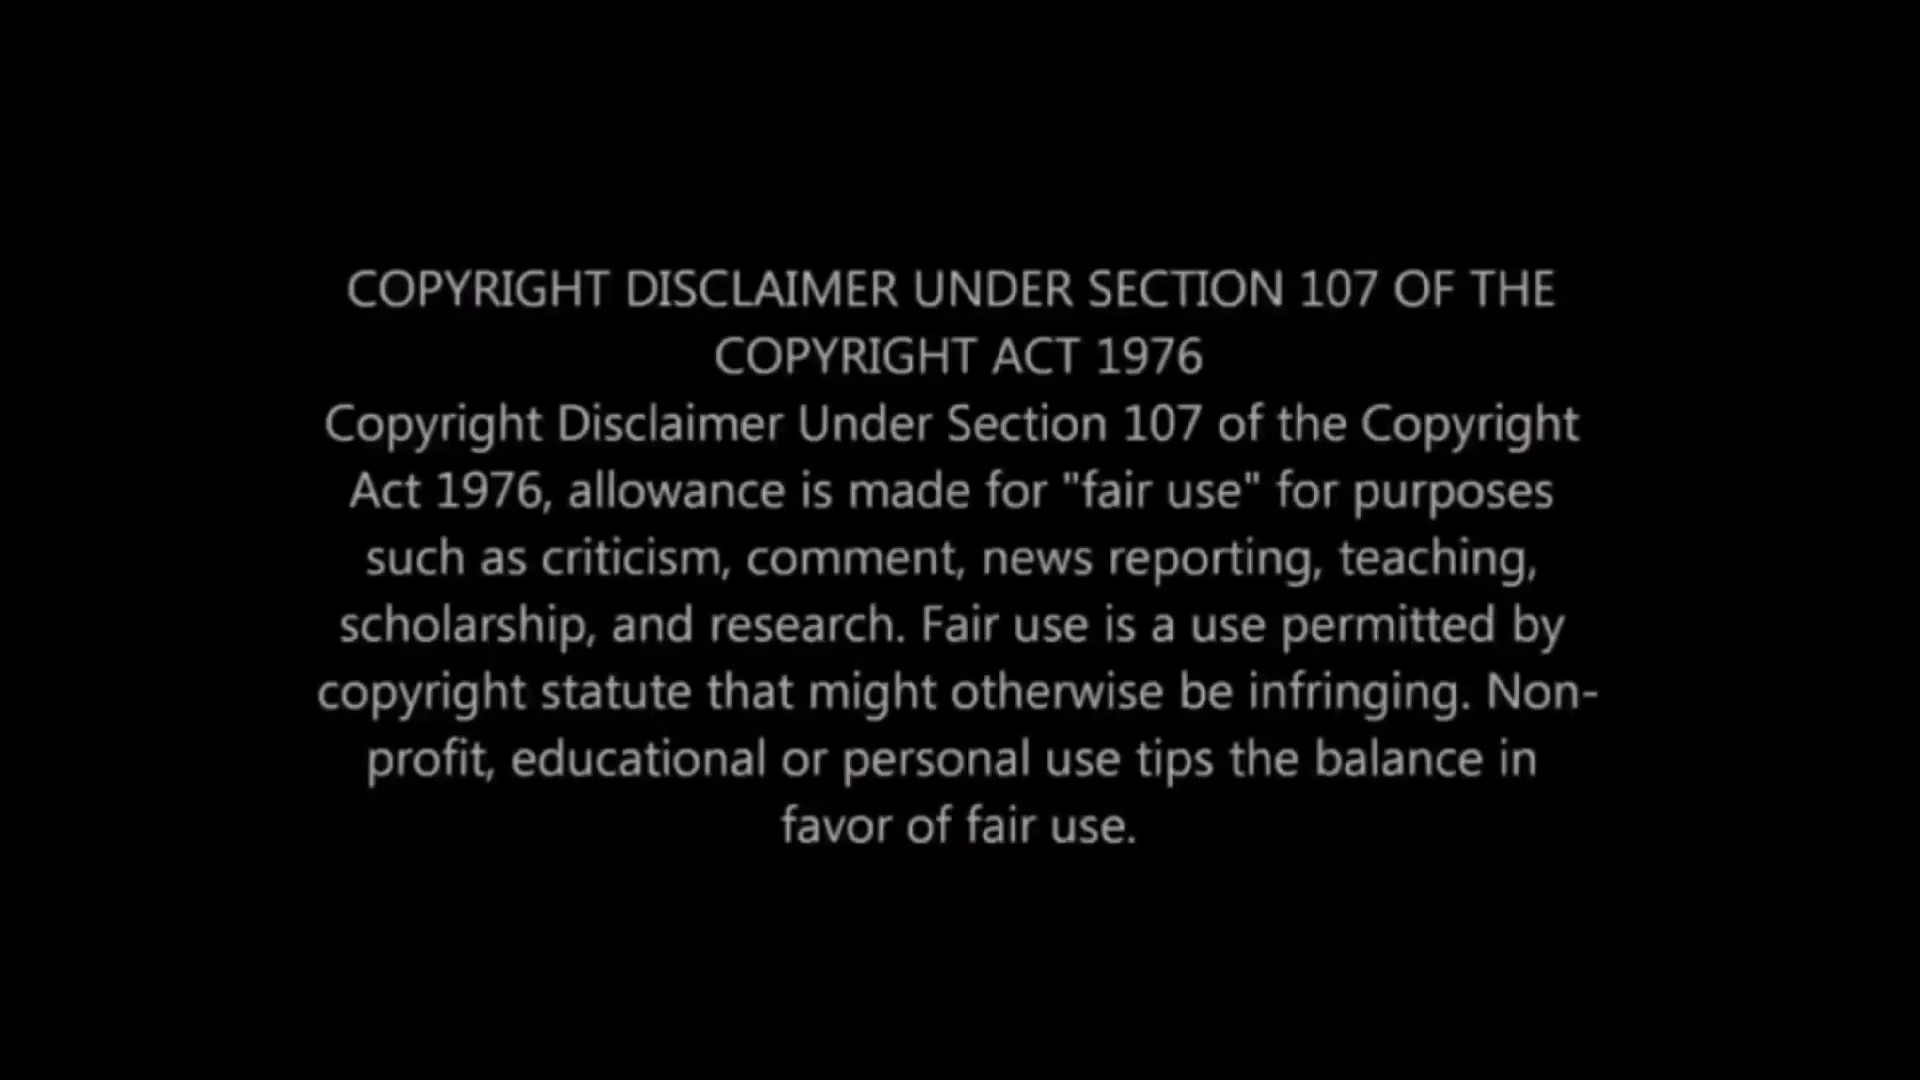 COPYRIGHT DISCLAIMER UNDER SECTION 107 OF THE
COPYRIGHT ACT 1976
Copyright Disclaimer Under Section 107 of the Copyright
Act 1976, allowance is made for "fair use" for purposes
such as criticism, comment, news reporting, teaching,
scholarship, and research. Fair use is a use permitted by
copyright statute that might otherwise be infringing. Non-
profit, educational or personal use tips the balance in
favor of fair use.